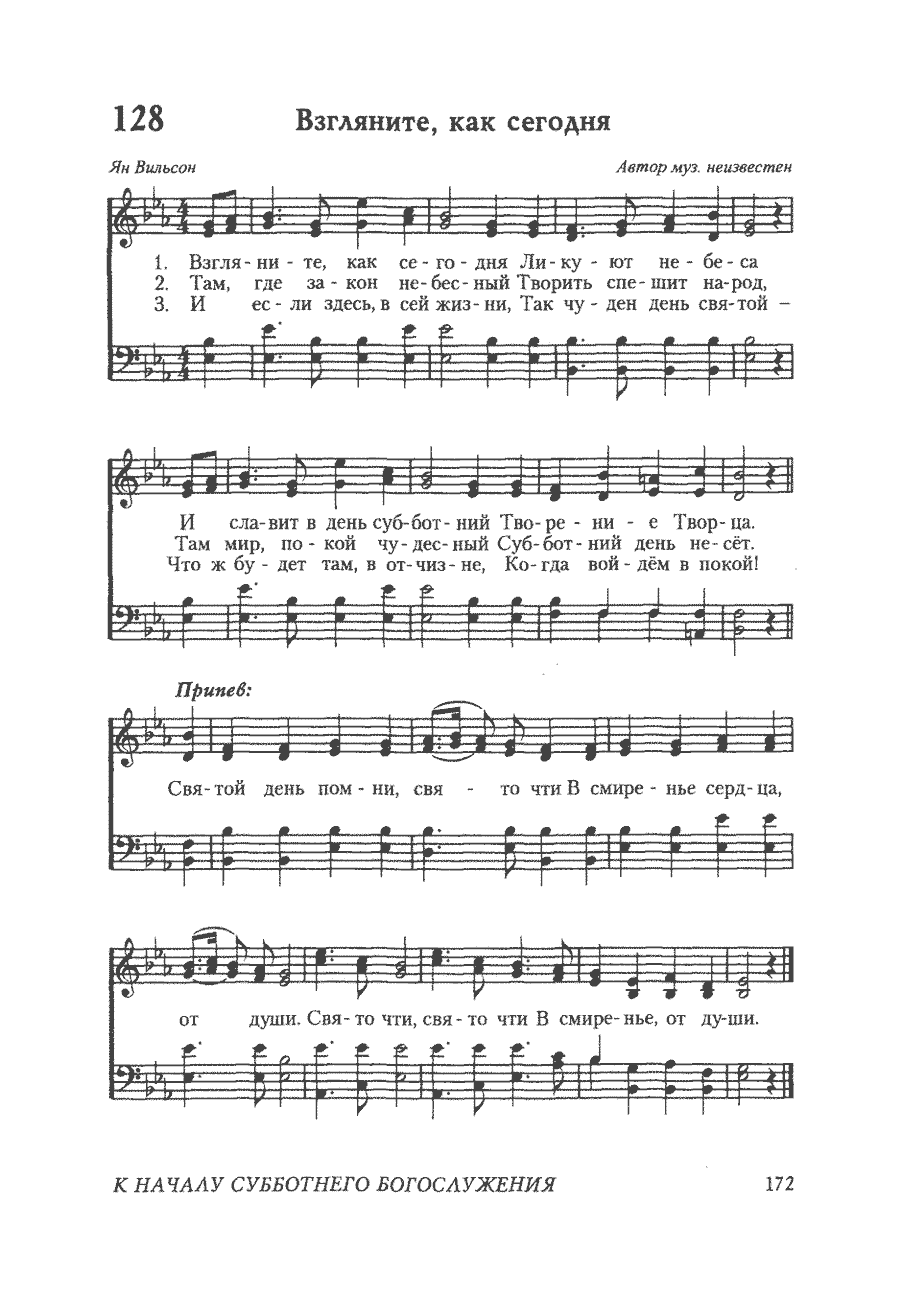 128 Взгляните, как сегодня
Ян Вильсон Автор муз. неизвестен
1. Взгля- ни - те, как се - го - дня Ли- ку - ют не - бе- са
2. Там, где за - кон не- бес- ный Творить спе- шит на-род,
3. И ес - ли здесь, в сей жиз- ни, Так чу - ден день свя- той –
И сла- вит в день суб- бот- ний Тво- ре - ни - е Твор- ца.
Там мир, по - кой чу- дес- ный Суб- бот- ний день не- сёт.
Что ж бу - дет там, в от-чиз- не, Ко- гда вой - дём в покой!
Припев:
Свя- той день пом - ни, свя - то чти В смире - нье серд- ца,
от души. Свя- то чти, свя - то чти В смире- нье, от ду-ши.
К НАЧАЛУ СУББОТНЕГО БОГОСЛУЖЕНИЯ 172